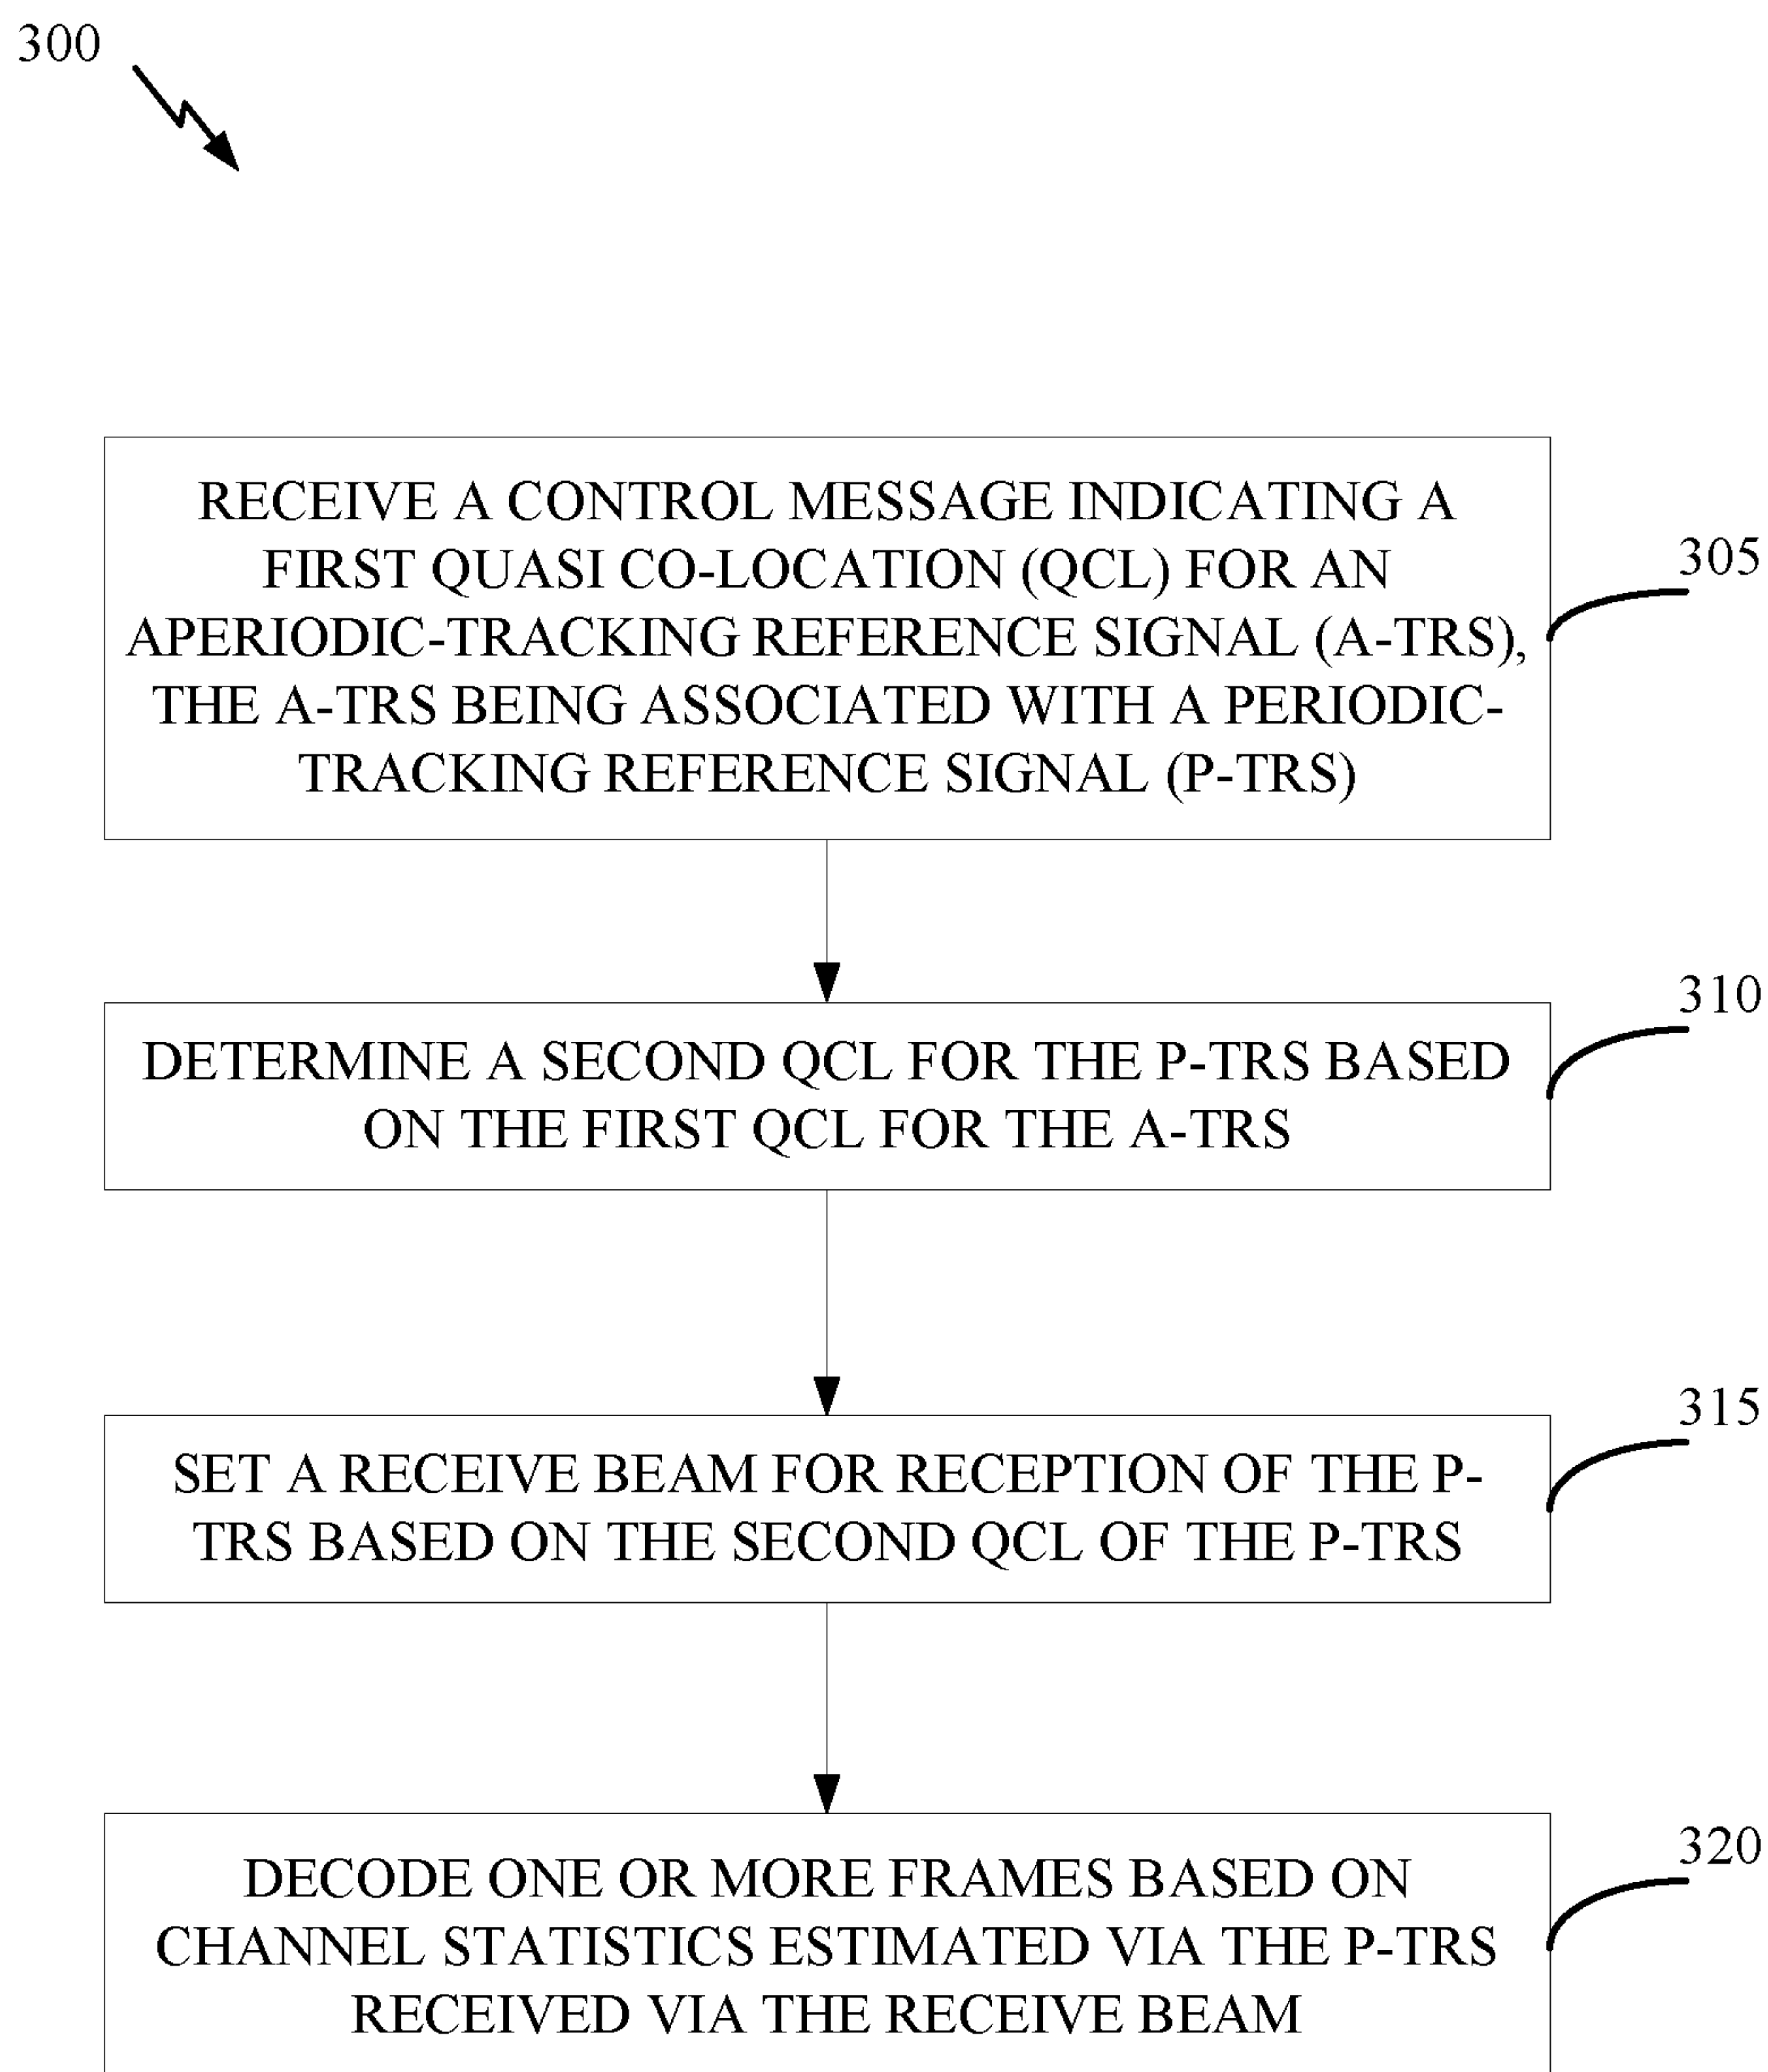 300
RECEIVE A CONTROL MESSAGE INDICATING A
FIRST QUASI CO-LOCATION (QCL) FOR AN
APERIODIC-TRACKING REFERENCE SIGNAL (A-TRS),
THE A-TRS BEING ASSOCIATED WITH A PERIODIC-
TRACKING REFERENCE SIGNAL (P-TRS)
305
DETERMINE A SECOND QCL FOR THE P-TRS BASED
ON THE FIRST QCL FOR THE A-TRS
310
SET A RECEIVE BEAM FOR RECEPTION OF THE P-
TRS BASED ON THE SECOND QCL OF THE P-TRS
315
DECODE ONE OR MORE FRAMES BASED ON
CHANNEL STATISTICS ESTIMATED VIA THE P-TRS
RECEIVED VIA THE RECEIVE BEAM
320